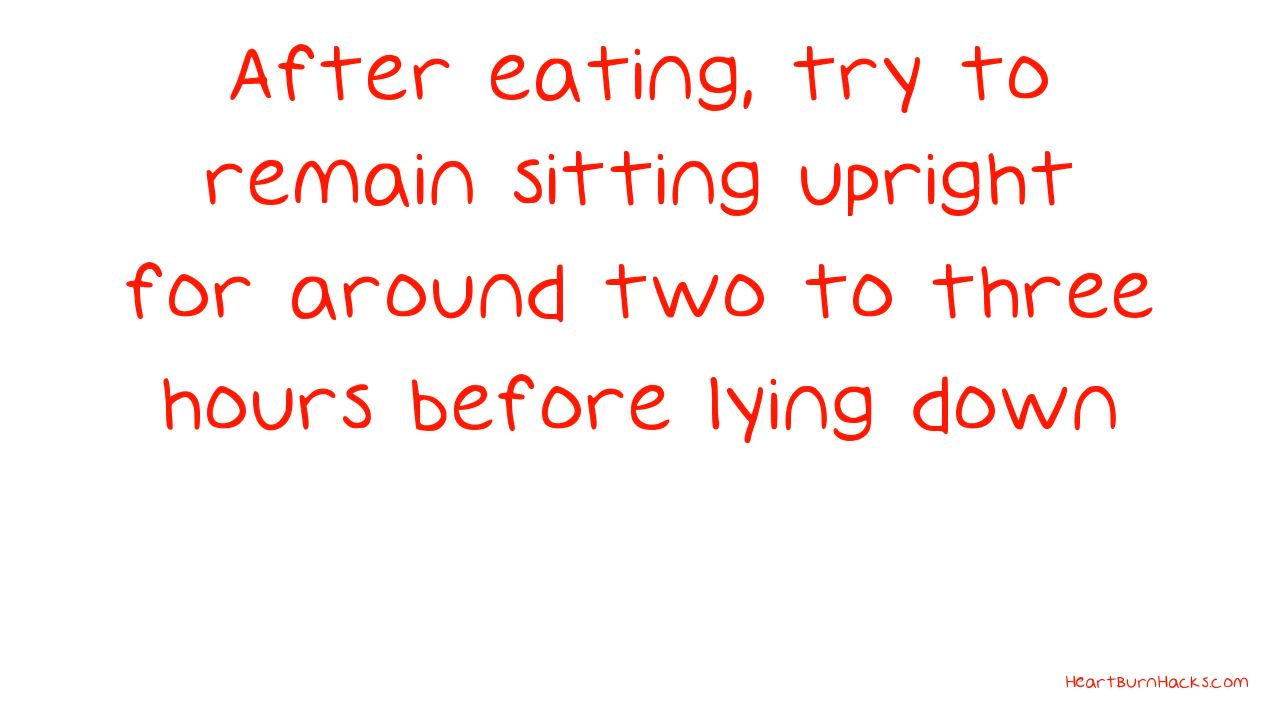 After eating, try to
remain sitting upright
for around two to three
hours before lying down
HeartBurnHacks.com